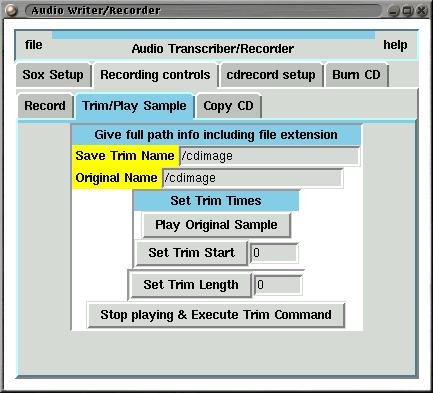 Audio Writer/Recorder
file Audio Transcriber/Recorder help
Sox Setup Recording controls cdrecord setup Burn CD
Record Trim/Play Sample Copy CD
Give full path info including file extension
Save Trim Name /cdimage
Original Name /cdimage
Set Trim Times
Play Original Sample
Set Trim Start 0
Set Trim Length 0
Stop playing & Execute Trim Command